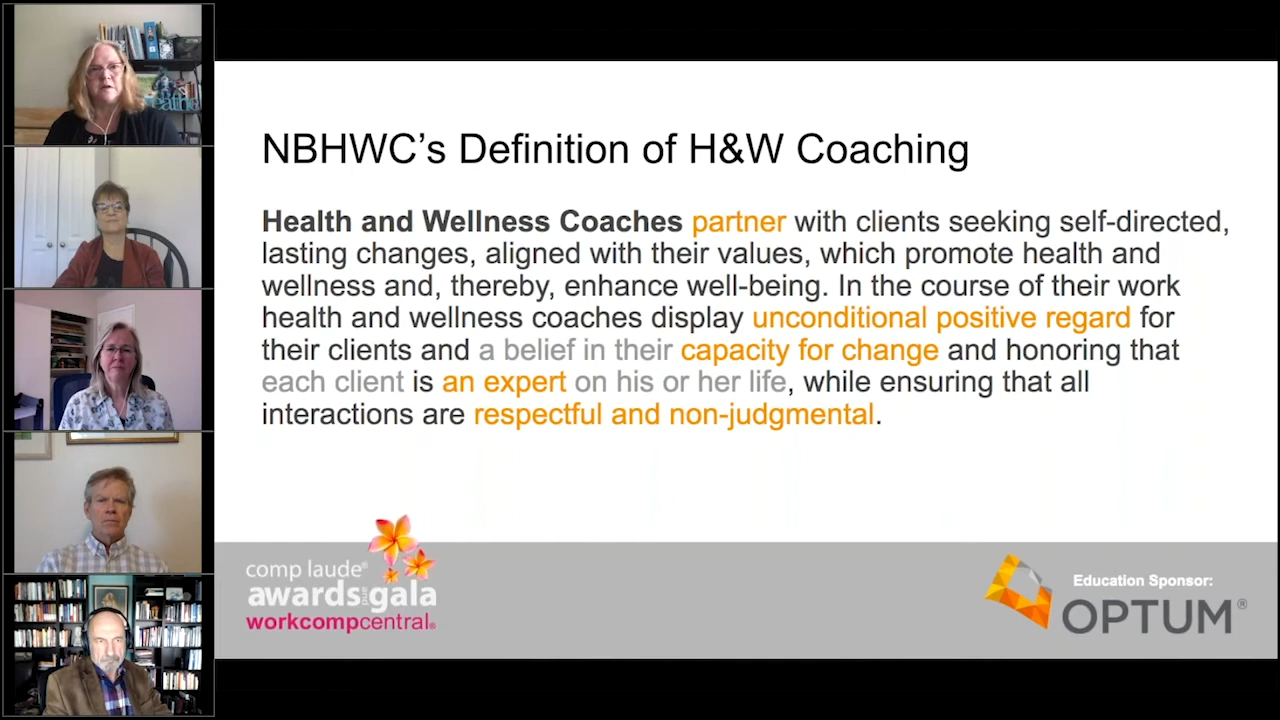 NBHWC’s Definition of H&W Coaching
Health and Wellness Coaches partner with clients seeking self-directed,
lasting changes, aligned with their values, which promote health and
wellness and, thereby, enhance well-being. In the course of their work
health and wellness coaches display unconditional positive regard for
their clients and a belief in their capacity for change and honoring that
each client is an expert on his or her life, while ensuring that all
interactions are respectful and non-judgmental.
comp laude®
awards and gala
workcompcentral®
Education Sponsor:
OPTUM®